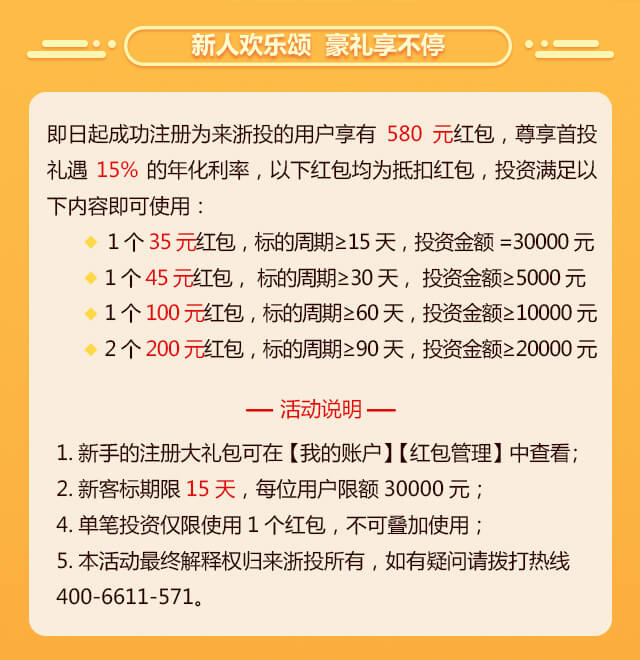 新人欢乐颂 豪礼享不停
即日起成功注册为来浙投的用户享有 580 元红包，尊享首投
礼遇 15% 的年化利率，以下红包均为抵扣红包，投资满足以
下内容即可使用：
1 个 35 元红包，标的周期≥15 天，投资金额 =30000 元
1 个 45 元红包， 标的周期≥30 天， 投资金额≥5000 元
1 个 100 元红包，标的周期≥60 天，投资金额≥10000 元
2 个 200 元红包，标的周期≥90 天，投资金额≥20000 元
活动说明
1. 新手的注册大礼包可在【我的账户】【红包管理】中查看；
2. 新客标期限 15 天，每位用户限额 30000 元；
4. 单笔投资仅限使用 1 个红包，不可叠加使用；
5. 本活动最终解释权归来浙投所有，如有疑问请拨打热线
400-6611-571。